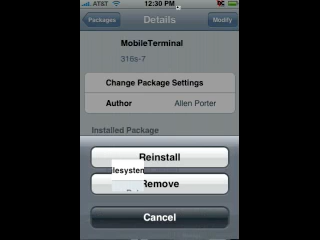 AT&T 12:30 PM
Packages Details Modify
MobileTerminal
316s-7
Change Package Settings
Author Allen Porter
Installed Package
Reinstall
lesysten
Remove
Cancel